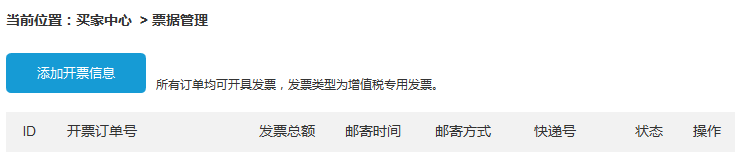 当前位置：买家中心 > 票据管理
添加开票信息 所有订单均可开具发票，发票类型为增值税专用发票。
ID 开票订单号 发票总额 邮寄时间 邮寄方式 快递号 状态 操作